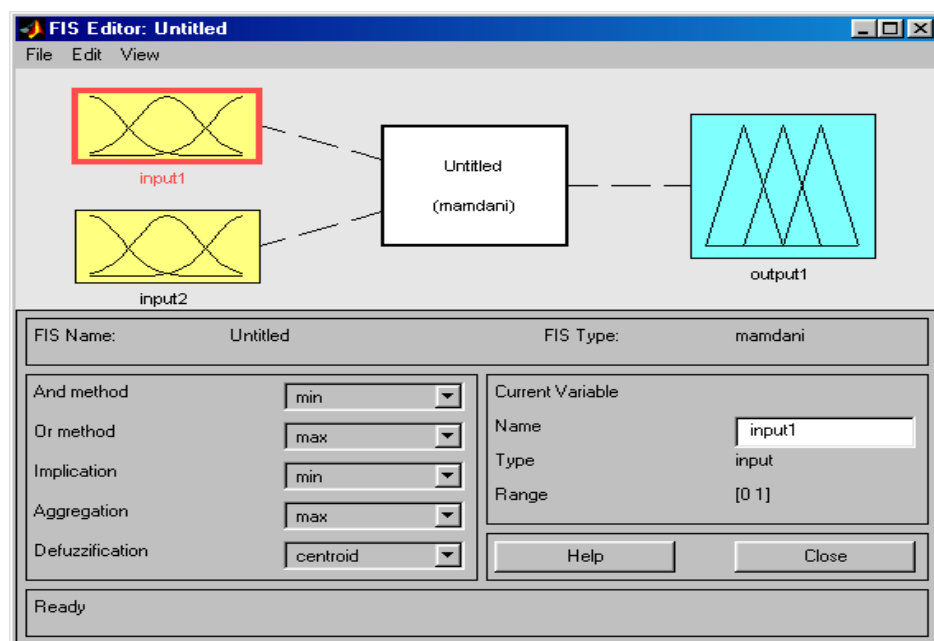 FIS Editor: Untitled
File Edit View
input1
input2
Untitled
(mamdani)
output1
FIS Name: Untitled FIS Type: mamdani
And method min
Or method max
Implication min
Aggregation max
Defuzzification centroid
Current Variable
Name input1
Type input
Range [0 1]
Help Close
Ready